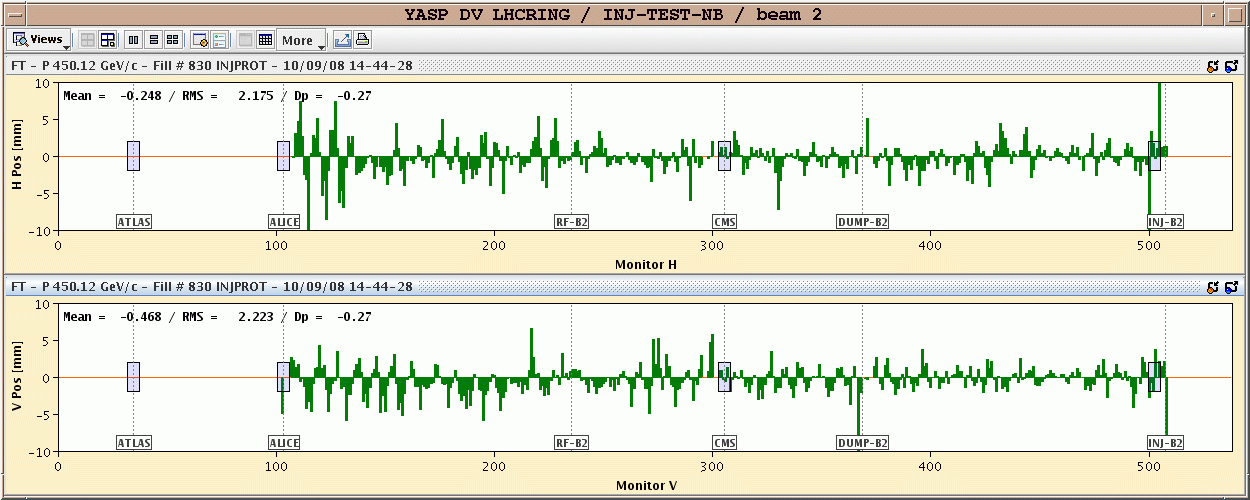 YASP DV LHCRING / INJ-TEST-NB / beam 2
Views More
FT - P 450.12 GeV/c - Fill # 830 INJPROT - 10/09/08 14-44-28
Mean = -0.248 / RMS = 2.175 / Dp = -0.27
H Pos [mm]
10
5
0
-5
-10
ATLAS ALICE RF-B2 CMS DUMP-B2 INJ-B2
0 100 200 300 400 500
Monitor H
FT - P 450.12 GeV/c - Fill # 830 INJPROT - 10/09/08 14-44-28
Mean = -0.468 / RMS = 2.223 / Dp = -0.27
V Pos [mm]
10
5
0
-5
-10
ATLAS ALICE RF-B2 CMS DUMP-B2 INJ-B2
0 100 200 300 400 500
Monitor V